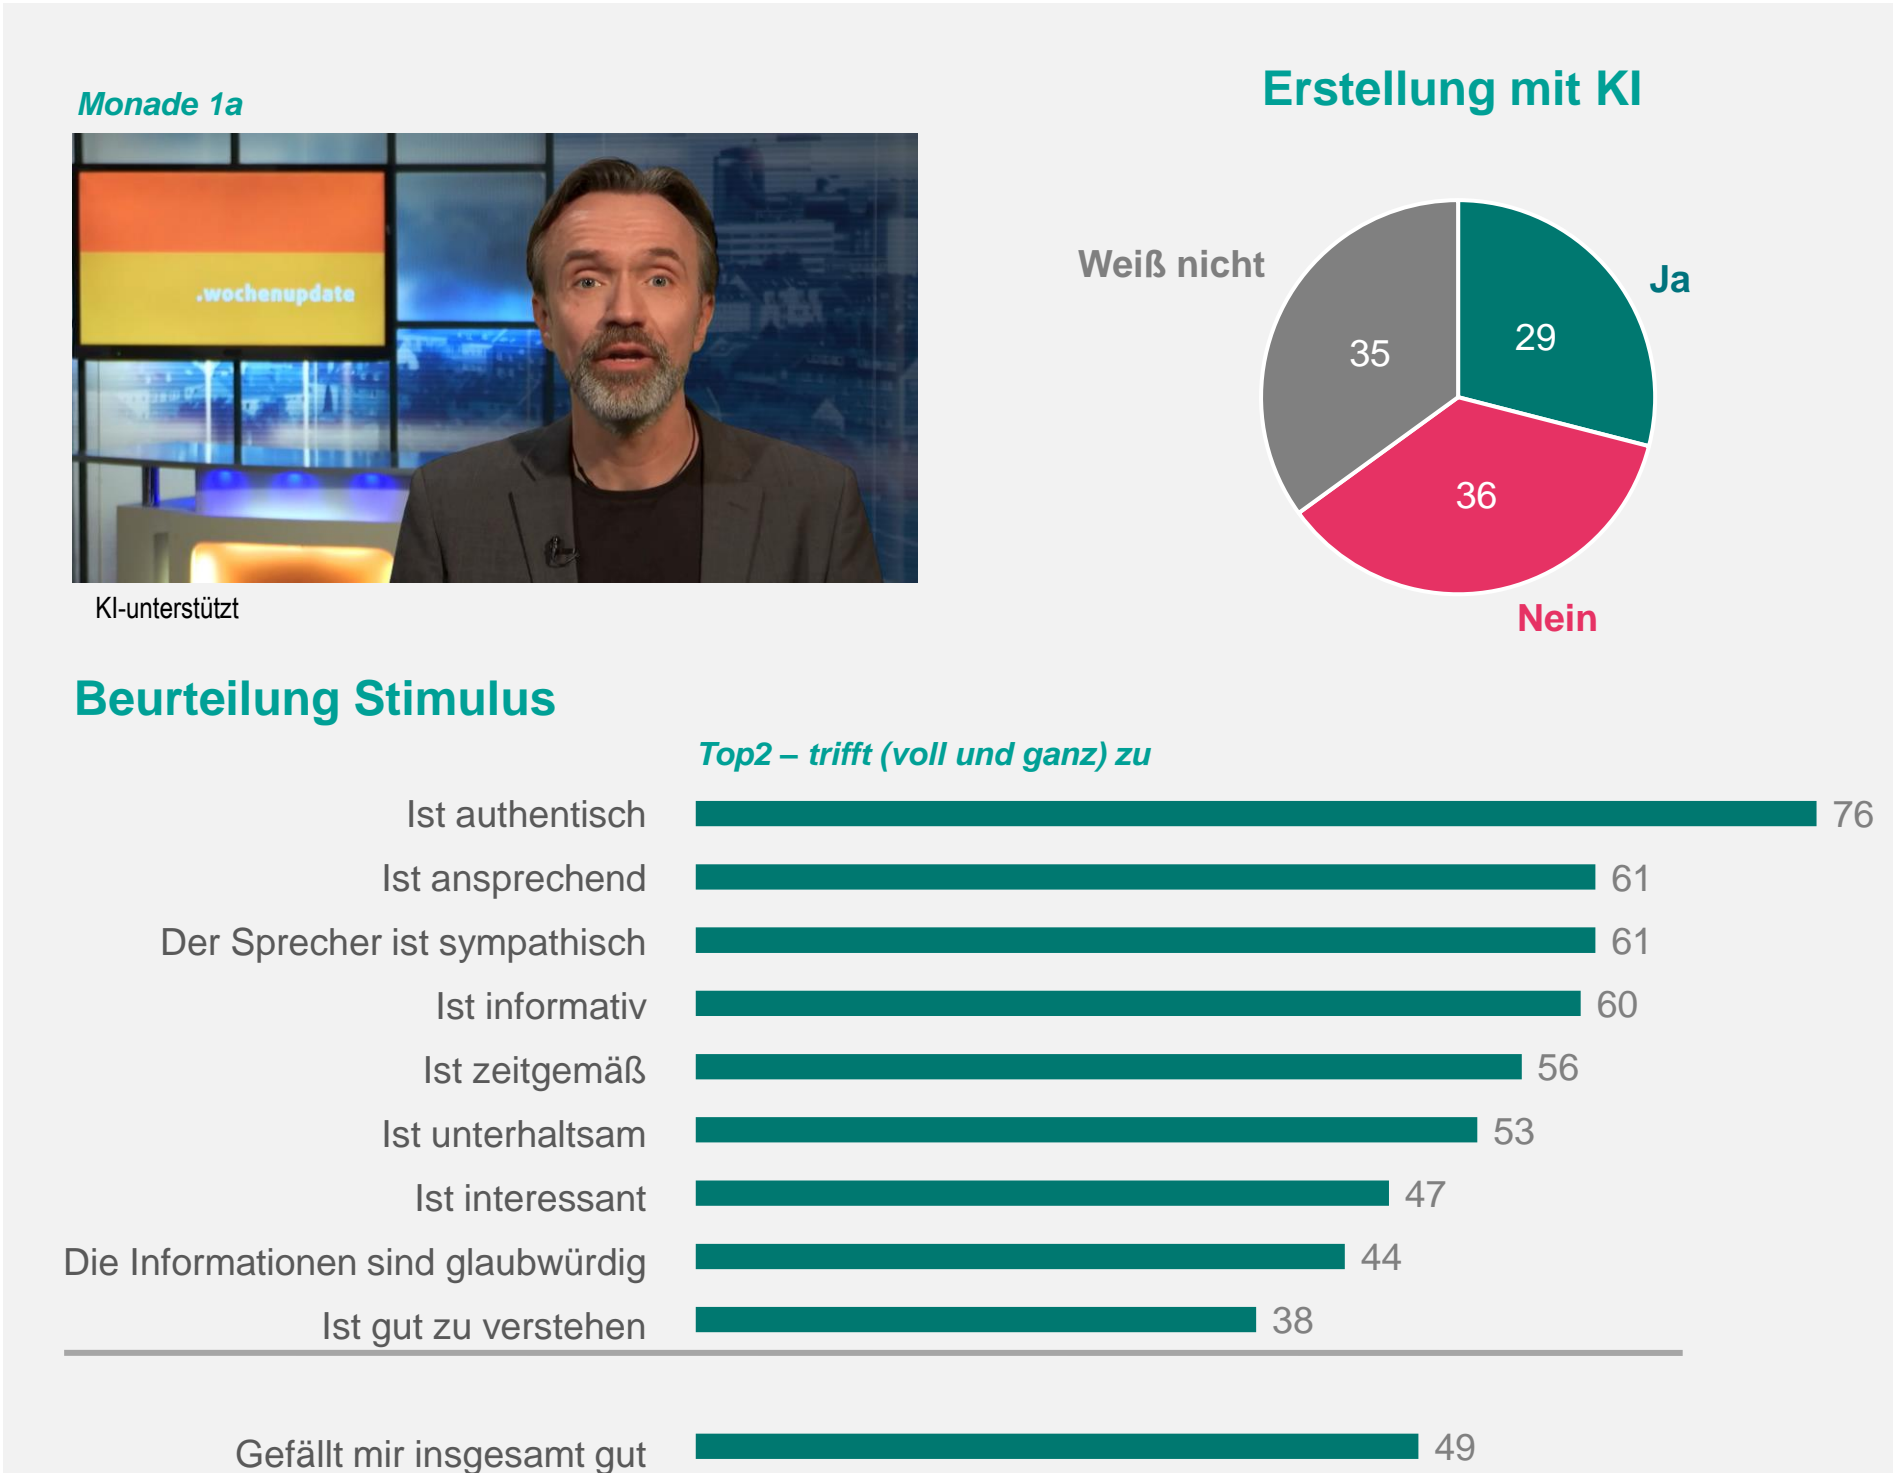 Monade 1a
.wochenupdate
KI-unterstützt
Erstellung mit KI
Weiß nicht
Ja
35
29
36
Nein
Beurteilung Stimulus
Top2 – trifft (voll und ganz) zu
Ist authentisch 76
Ist ansprechend 61
Der Sprecher ist sympathisch 61
Ist informativ 60
Ist zeitgemäß 56
Ist unterhaltsam 53
Ist interessant 47
Die Informationen sind glaubwürdig 44
Ist gut zu verstehen 38
Gefällt mir insgesamt gut 49